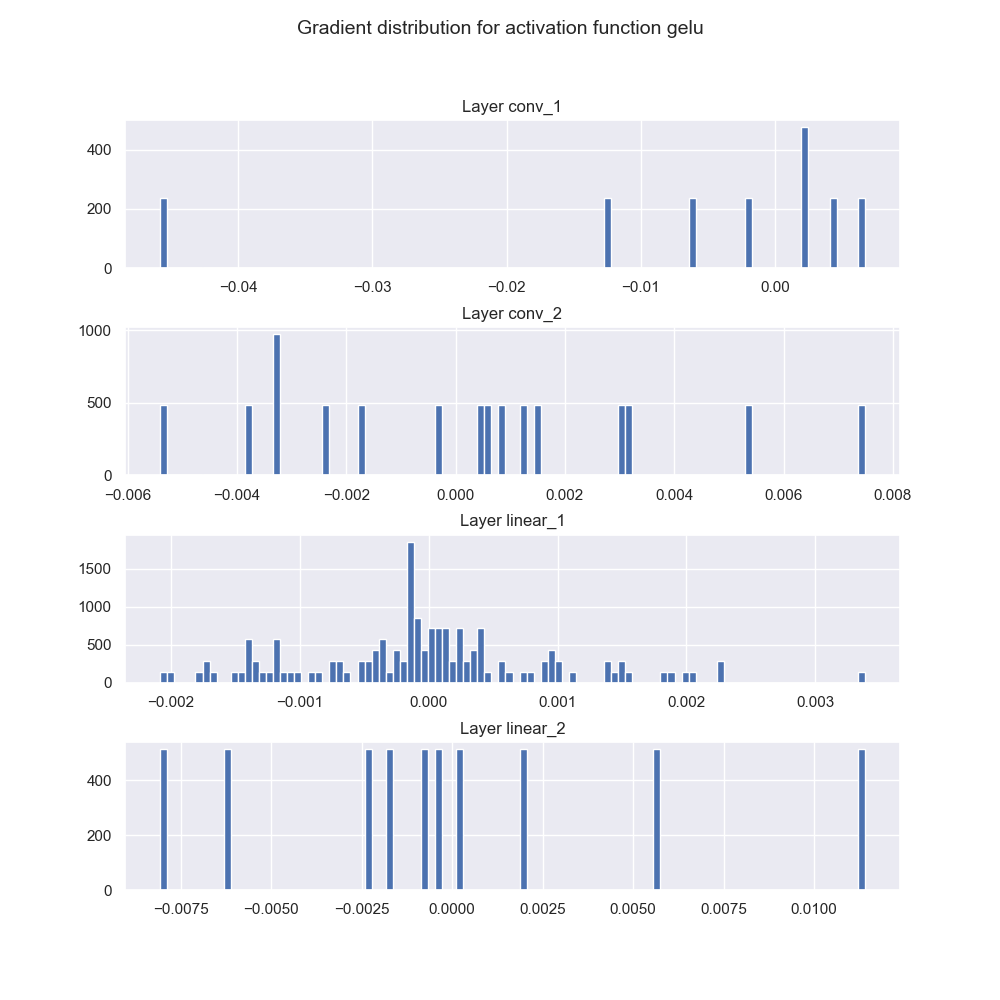 Gradient distribution for activation function gelu
Layer conv_1
400
200
0
−0.04 −0.03 −0.02 −0.01 0.00
Layer conv_2
1000
500
0
−0.006 −0.004 −0.002 0.000 0.002 0.004 0.006 0.008
Layer linear_1
1500
1000
500
0
−0.002 −0.001 0.000 0.001 0.002 0.003
Layer linear_2
400
200
0
−0.0075 −0.0050 −0.0025 0.0000 0.0025 0.0050 0.0075 0.0100